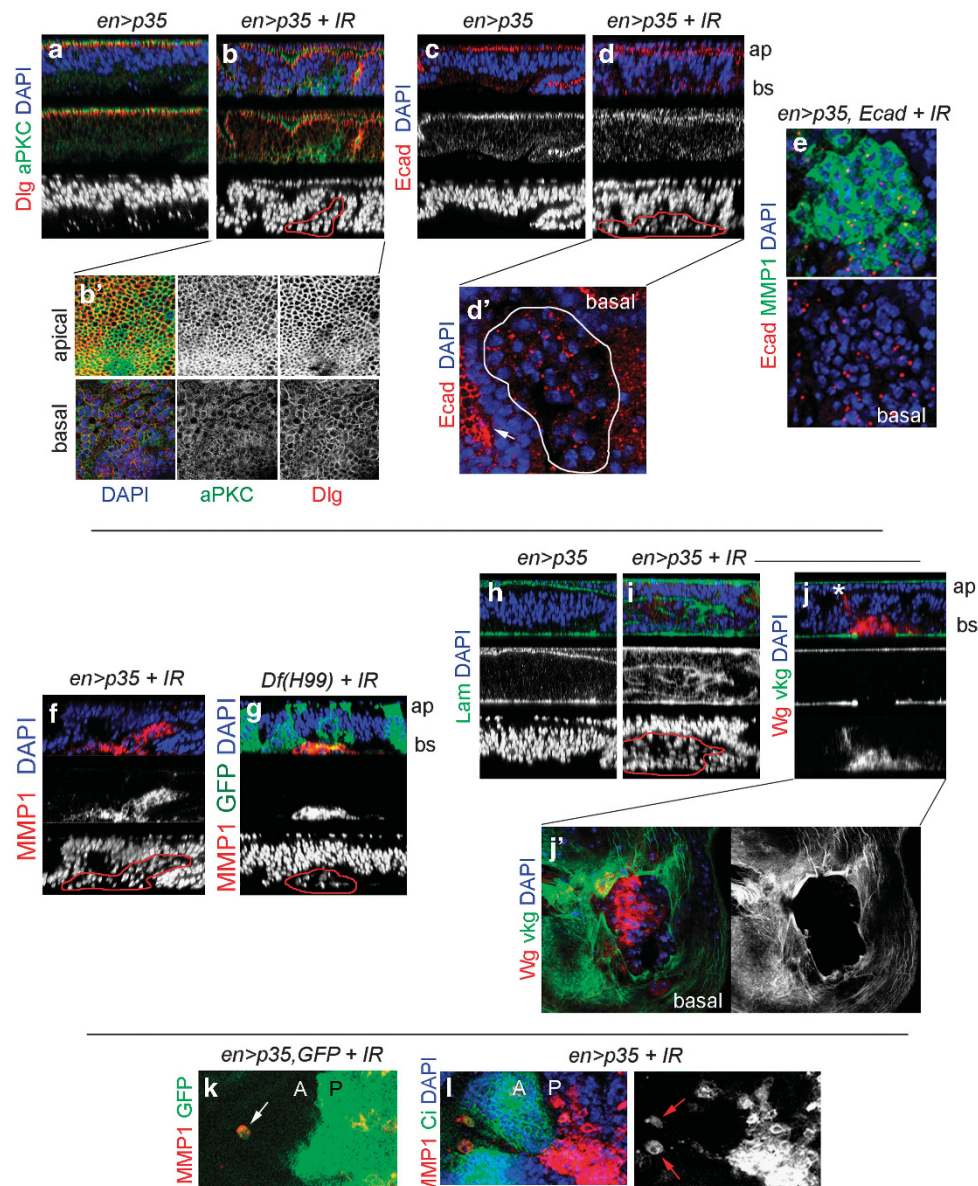 en>p35
en>p35 + IR
en>p35
en>p35 + IR
a
b
c
d
ap
bs
Dlg aPKC DAPI
Ecad DAPI
en>p35, Ecad + IR
e
Ecad MMP1 DAPI
basal
b'
apical
basal
DAPI
aPKC
Dlg
d'
basal
Ecad DAPI
en>p35
en>p35 + IR
h
i
j
*
ap
bs
Lam DAPI
Wg vkg DAPI
en>p35 + IR
Df(H99) + IR
f
g
ap
bs
MMP1 DAPI
MMP1 GFP DAPI
j'
Wg vkg DAPI
basal
en>p35,GFP + IR
en>p35 + IR
k
A
P
l
A
P
MMP1 GFP
MMP1 Ci DAPI